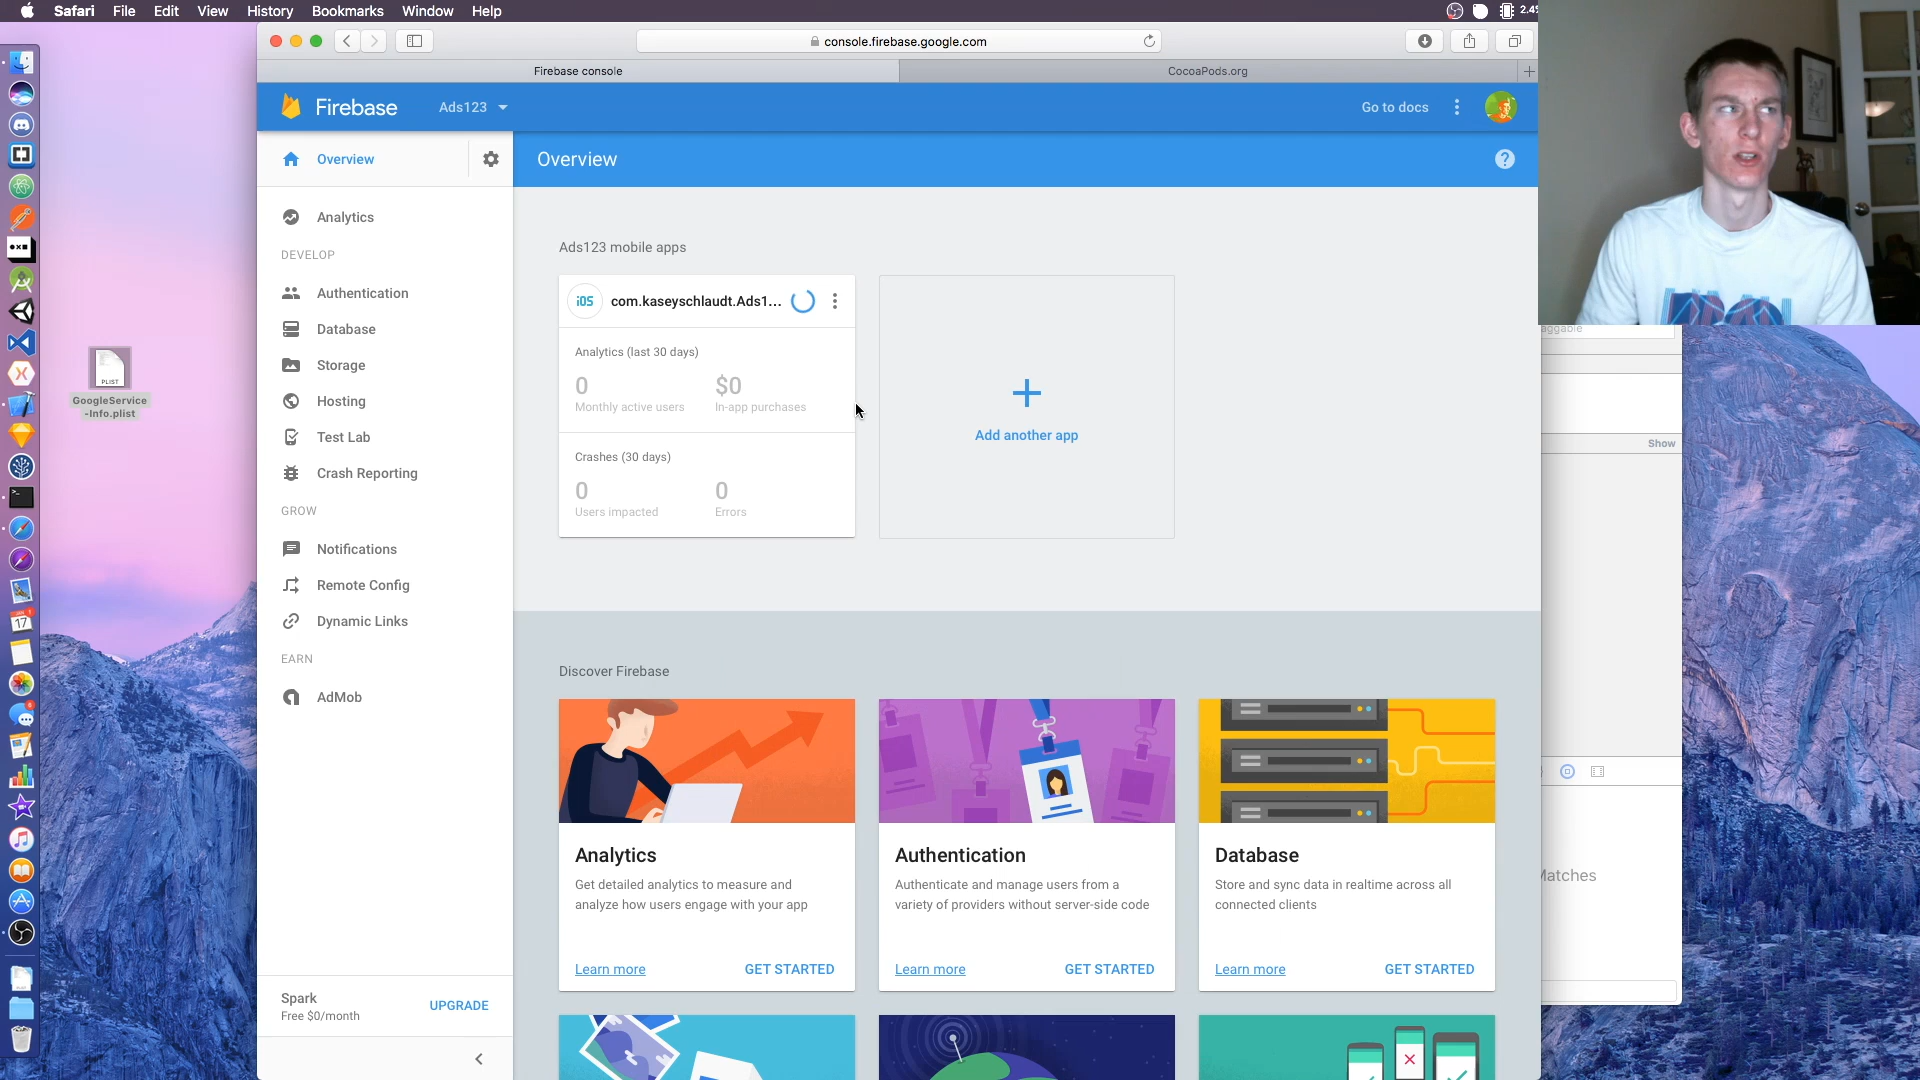 Safari File Edit View History Bookmarks Window Help
console.firebase.google.com
Firebase console
CocoaPods.org
Firebase
Ads123
Go to docs
Overview
Overview
Analytics
DEVELOP
Authentication
Database
Storage
Hosting
Test Lab
Crash Reporting
GROW
Notifications
Remote Config
Dynamic Links
EARN
AdMob
Spark
Free $0/month
UPGRADE
Ads123 mobile apps
iOS
com.kaseyschlaudt.Ads1...
Analytics (last 30 days)
0
$0
Monthly active users
In-app purchases
Crashes (30 days)
0
0
Users impacted
Errors
Add another app
Discover Firebase
Analytics
Get detailed analytics to measure and
analyze how users engage with your app
Learn more
GET STARTED
Authentication
Authenticate and manage users from a
variety of providers without server-side code
Learn more
GET STARTED
Database
Store and sync data in realtime across all
connected clients
Learn more
GET STARTED
PLIST
GoogleService
-Info.plist
17
Show
Matches